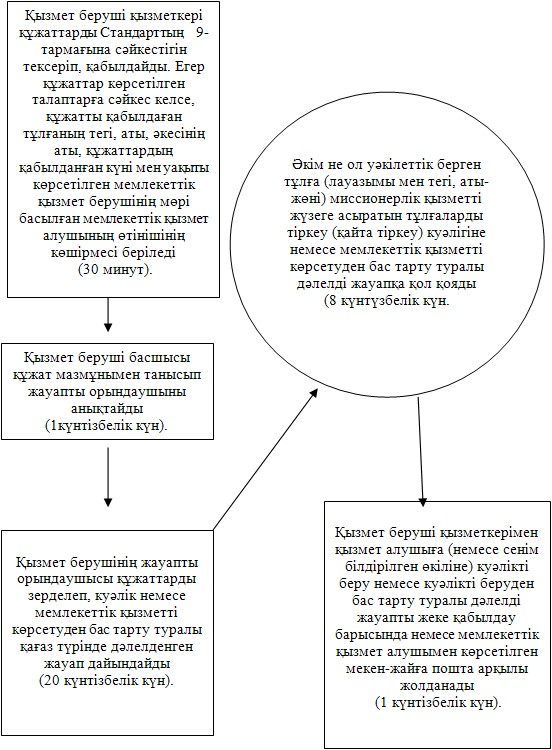 Қызмет беруші қызметкері
құжаттарды Стандарттың 9-
тармағына сәйкестігін
тексеріп, қабылдайды. Егер
құжаттар көрсетілген
талаптарға сәйкес келсе,
құжатты қабылдаған
тұлғаның тегі, аты, әкесінің
аты, құжаттардың
қабылданған күні мен уақыты
көрсетілген мемлекеттік
қызмет берушінің мөрі
басылған мемлекеттік қызмет
алушының өтінішінің
көшірмесі беріледі
(30 минут).
Қызмет беруші басшысы
құжат мазмұнымен танысып
жауапты орындаушыны
анықтайды
(1күнтізбелік күн).
Қызмет берушінің жауапты
орындаушысы құжаттарды
зерделеп, куәлік немесе
мемлекеттік қызметті
көрсетуден бас тарту туралы
қағаз түрінде дәлелденген
жауап дайындайды
(20 күнтізбелік күн).
Әкім не ол уәкілеттік берген
тұлға (лауазымы мен тегі, аты-
жөні) миссионерлік қызметті
жүзеге асыратын тұлғаларды
тіркеу (қайта тіркеу) куәлігіне
немесе мемлекеттік қызметті
көрсетуден бас тарту туралы
дәлелді жауапқа қол қояды
(8 күнтүзбелік күн.
Қызмет беруші қызметкерімен
қызмет алушыға (немесе сенім
білдірілген өкіліне) куәлікті
беру немесе куәлікті беруден
бас тарту туралы дәлелді
жауапты жеке қабылдау
барысында немесе мемлекеттік
қызмет алушымен көрсетілген
мекен-жайға пошта арқылы
жолданады
(1 күнтізбелік күн).